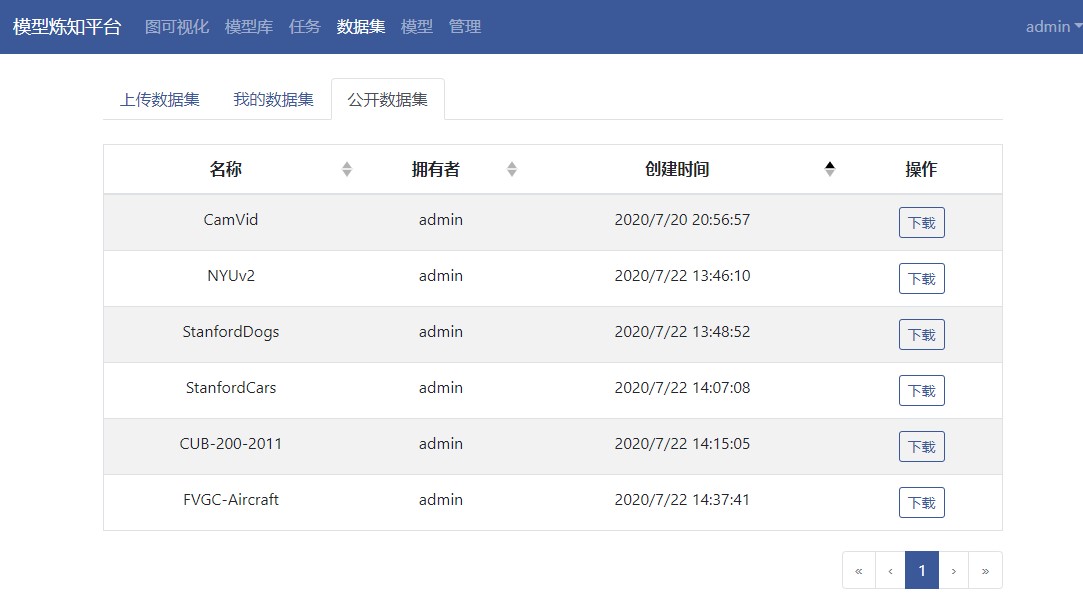 模型炼知平台 图可视化 模型库 任务 数据集 模型 管理 admin
上传数据集 我的数据集 公开数据集
名称 拥有者 创建时间 操作
CamVid admin 2020/7/20 20:56:57 下载
NYUv2 admin 2020/7/22 13:46:10 下载
StanfordDogs admin 2020/7/22 13:48:52 下载
StanfordCars admin 2020/7/22 14:07:08 下载
CUB-200-2011 admin 2020/7/22 14:15:05 下载
FVGC-Aircraft admin 2020/7/22 14:37:41 下载
« ‹ 1 › »